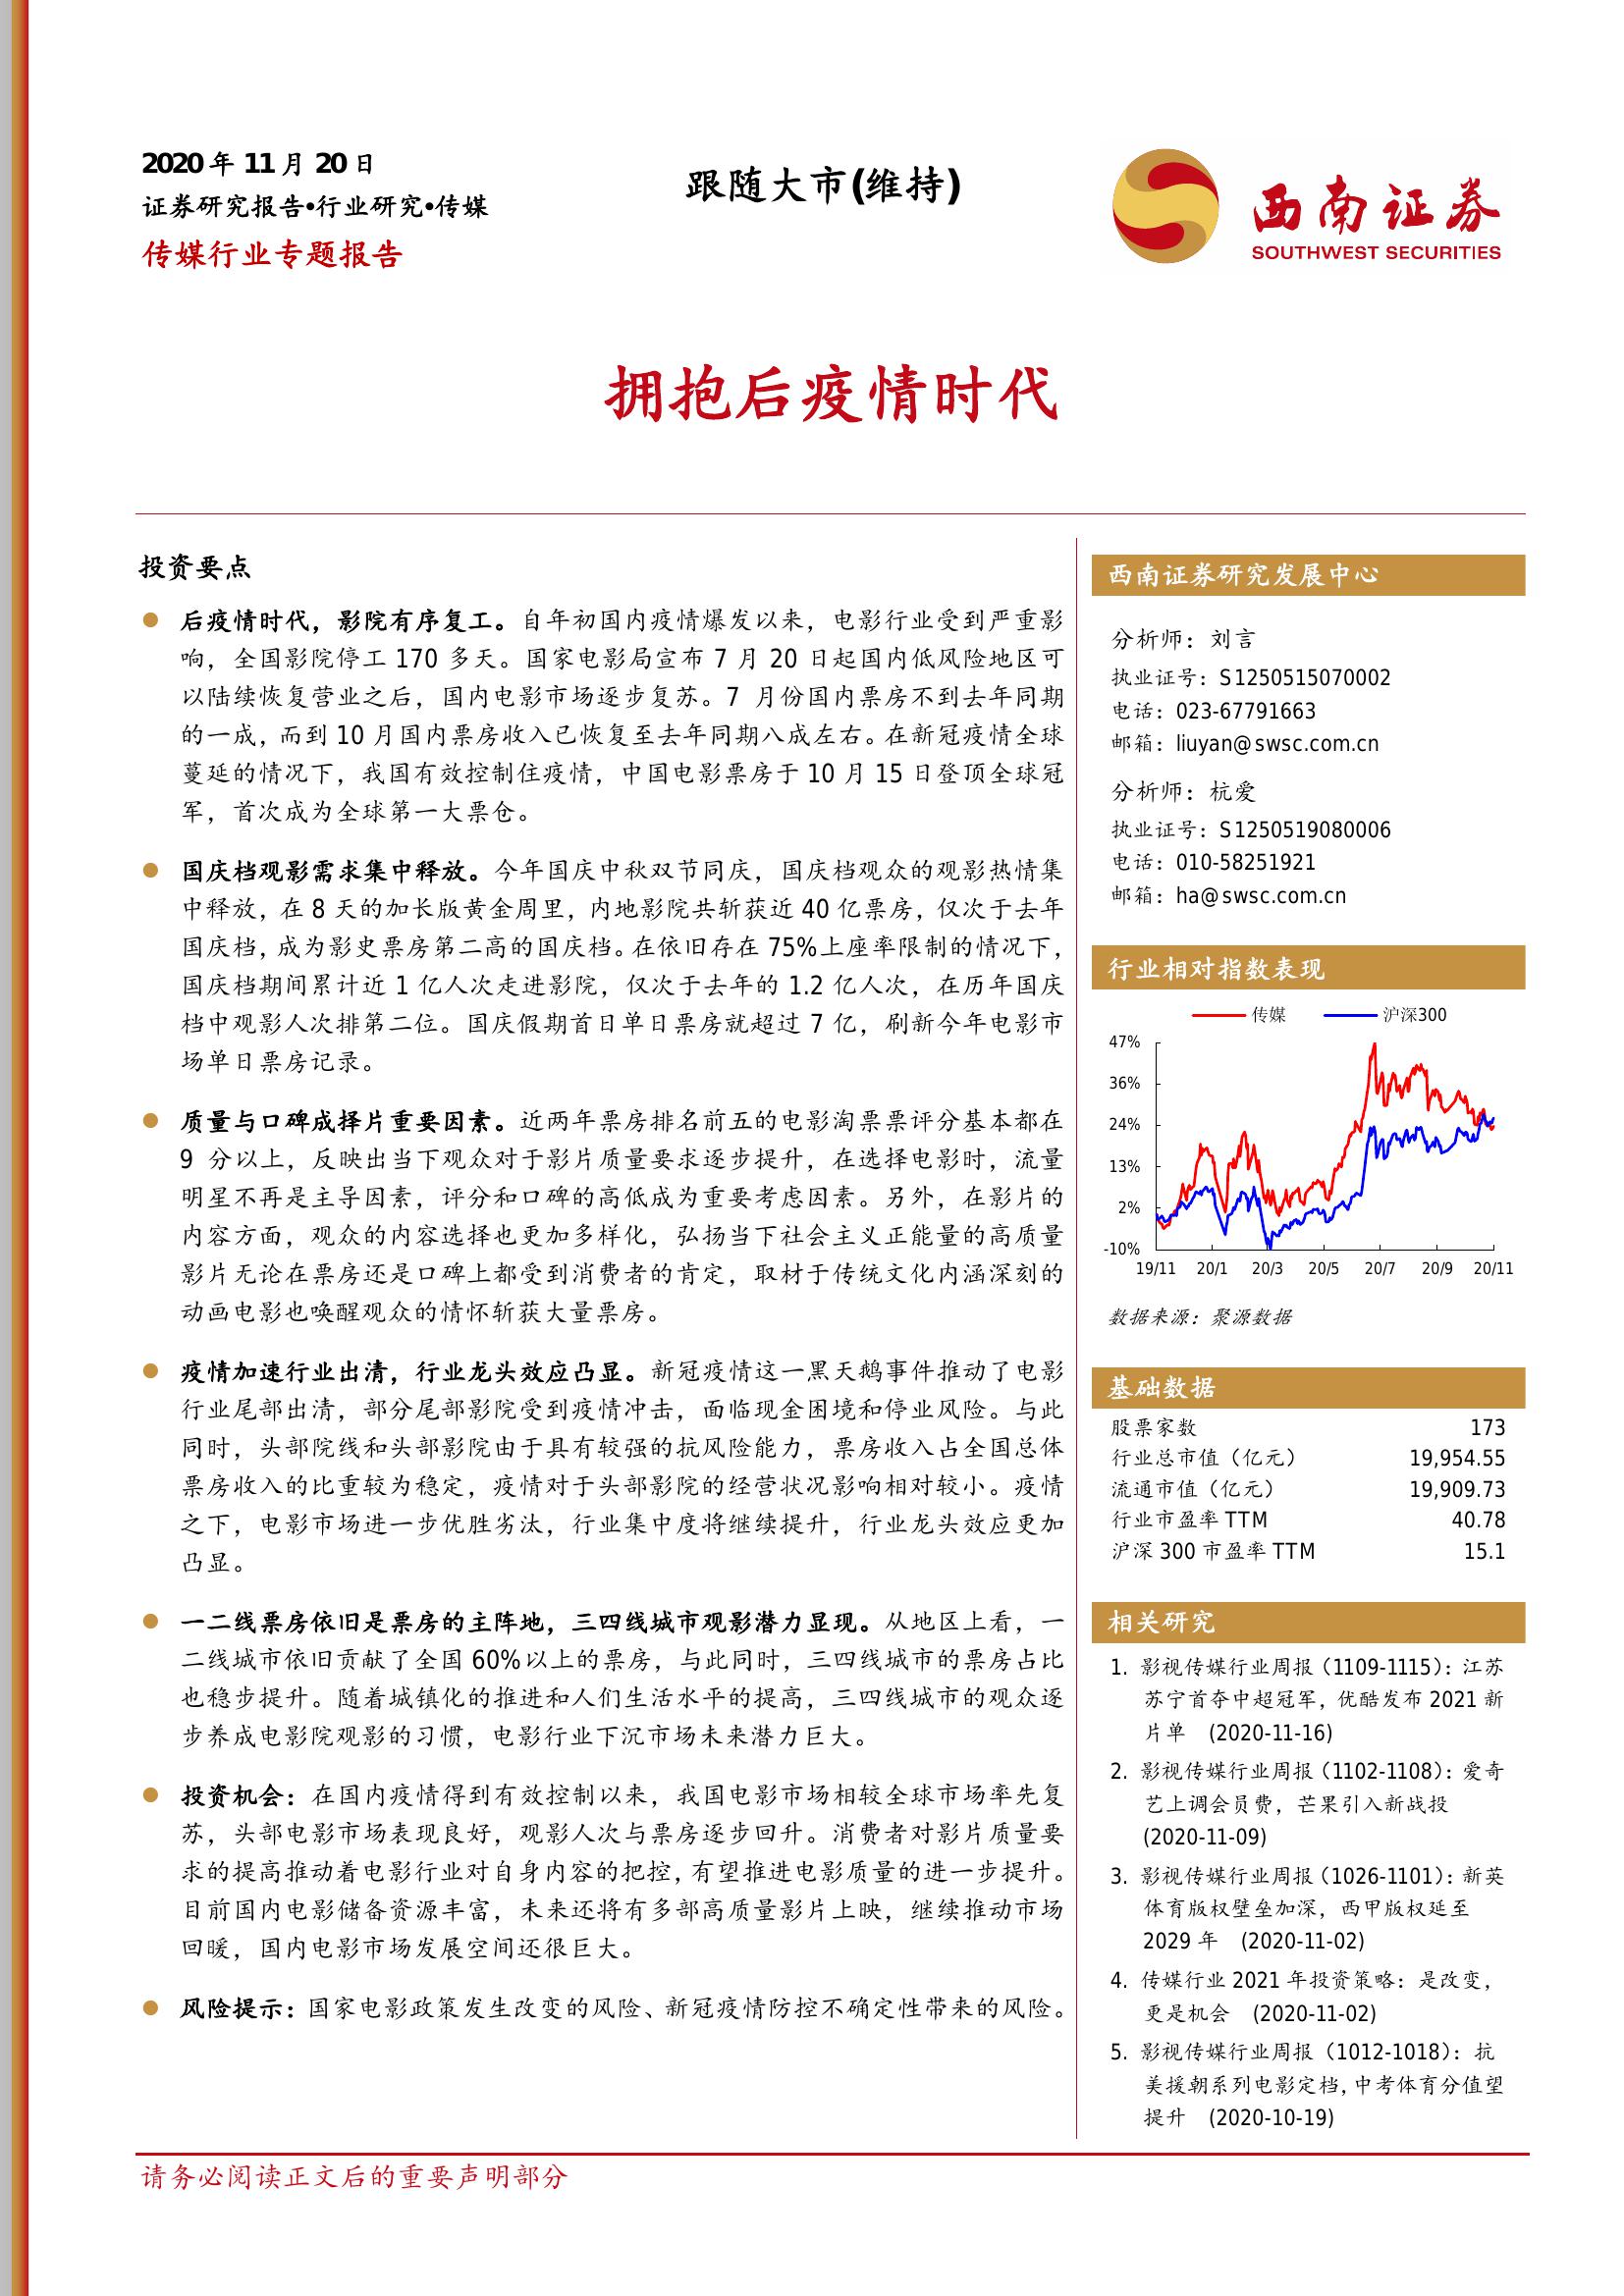 2020 年 11 月 20 日
证券研究报告•行业研究•传媒
传媒行业专题报告
跟随大市(维持)
西南证券
SOUTHWEST SECURITIES
拥抱后疫情时代
投资要点
后疫情时代，影院有序复工。自年初国内疫情爆发以来，电影行业受到严重影
响，全国影院停工 170 多天。国家电影局宣布 7 月 20 日起国内低风险地区可
以陆续恢复营业之后，国内电影市场逐步复苏。7 月份国内票房不到去年同期
的一成，而到 10 月国内票房收入已恢复至去年同期八成左右。在新冠疫情全球
蔓延的情况下，我国有效控制住疫情，中国电影票房于 10 月 15 日登顶全球冠
军，首次成为全球第一大票仓。
国庆档观影需求集中释放。今年国庆中秋双节同庆，国庆档观众的观影热情集
中释放，在 8 天的加长版黄金周里，内地影院共斩获近 40 亿票房，仅次于去年
国庆档，成为影史票房第二高的国庆档。在依旧存在 75%上座率限制的情况下，
国庆档期间累计近 1 亿人次走进影院，仅次于去年的 1.2 亿人次，在历年国庆
档中观影人次排第二位。国庆假期首日单日票房就超过 7 亿，刷新今年电影市
场单日票房记录。
质量与口碑成择片重要因素。近两年票房排名前五的电影淘票票评分基本都在
9 分以上，反映出当下观众对于影片质量要求逐步提升，在选择电影时，流量
明星不再是主导因素，评分和口碑的高低成为重要考虑因素。另外，在影片的
内容方面，观众的内容选择也更加多样化，弘扬当下社会主义正能量的高质量
影片无论在票房还是口碑上都受到消费者的肯定，取材于传统文化内涵深刻的
动画电影也唤醒观众的情怀斩获大量票房。
疫情加速行业出清，行业龙头效应凸显。新冠疫情这一黑天鹅事件推动了电影
行业尾部出清，部分尾部影院受到疫情冲击，面临现金困境和停业风险。与此
同时，头部院线和头部影院由于具有较强的抗风险能力，票房收入占全国总体
票房收入的比重较为稳定，疫情对于头部影院的经营状况影响相对较小。疫情
之下，电影市场进一步优胜劣汰，行业集中度将继续提升，行业龙头效应更加
凸显。
一二线票房依旧是票房的主阵地，三四线城市观影潜力显现。从地区上看，一
二线城市依旧贡献了全国 60%以上的票房，与此同时，三四线城市的票房占比
也稳步提升。随着城镇化的推进和人们生活水平的提高，三四线城市的观众逐
步养成电影院观影的习惯，电影行业下沉市场未来潜力巨大。
投资机会：在国内疫情得到有效控制以来，我国电影市场相较全球市场率先复
苏，头部电影市场表现良好，观影人次与票房逐步回升。消费者对影片质量要
求的提高推动着电影行业对自身内容的把控，有望推进电影质量的进一步提升。
目前国内电影储备资源丰富，未来还将有多部高质量影片上映，继续推动市场
回暖，国内电影市场发展空间还很巨大。
风险提示：国家电影政策发生改变的风险、新冠疫情防控不确定性带来的风险。
西南证券研究发展中心
分析师：刘言
执业证号：S1250515070002
电话：023-67791663
邮箱：liuyan@swsc.com.cn
分析师：杭爱
执业证号：S1250519080006
电话：010-58251921
邮箱：ha@swsc.com.cn
行业相对指数表现
传媒 沪深300
47%
36%
24%
13%
2%
-10%
19/11 20/1 20/3 20/5 20/7 20/9 20/11
数据来源：聚源数据
基础数据
股票家数 173
行业总市值（亿元） 19,954.55
流通市值（亿元） 19,909.73
行业市盈率 TTM 40.78
沪深 300 市盈率 TTM 15.1
相关研究
1. 影视传媒行业周报（1109-1115）：江苏
苏宁首夺中超冠军，优酷发布 2021 新
片单 (2020-11-16)
2. 影视传媒行业周报（1102-1108）：爱奇
艺上调会员费，芒果引入新战投
(2020-11-09)
3. 影视传媒行业周报（1026-1101）：新英
体育版权壁垒加深，西甲版权延至
2029 年 (2020-11-02)
4. 传媒行业 2021 年投资策略：是改变，
更是机会 (2020-11-02)
5. 影视传媒行业周报（1012-1018）：抗
美援朝系列电影定档，中考体育分值望
提升 (2020-10-19)
请务必阅读正文后的重要声明部分